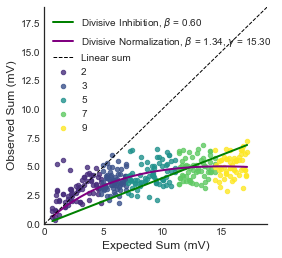 Divisive Inhibition, β = 0.60
Divisive Normalization, β = 1.34, γ = 15.30
Linear sum
2
3
5
7
9
17.5
15.0
12.5
10.0
7.5
5.0
2.5
0.0
0 5 10 15
Observed Sum (mV)
Expected Sum (mV)